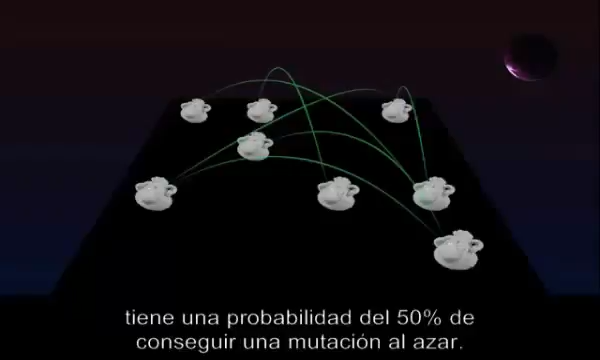 tiene una probabilidad del 50% de
conseguir una mutación al azar.